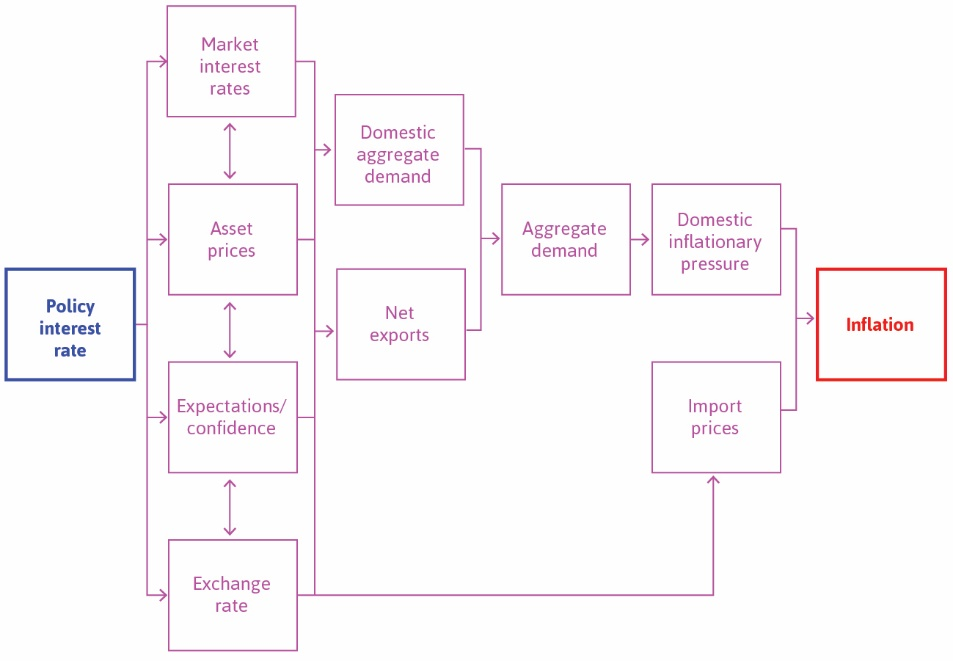 Market
interest
rates
Domestic
aggregate
demand
Asset
prices
Aggregate
demand
Domestic
inflationary
pressure
Policy
interest
rate
Net
exports
Inflation
Expectations/
confidence
Import
prices
Exchange
rate